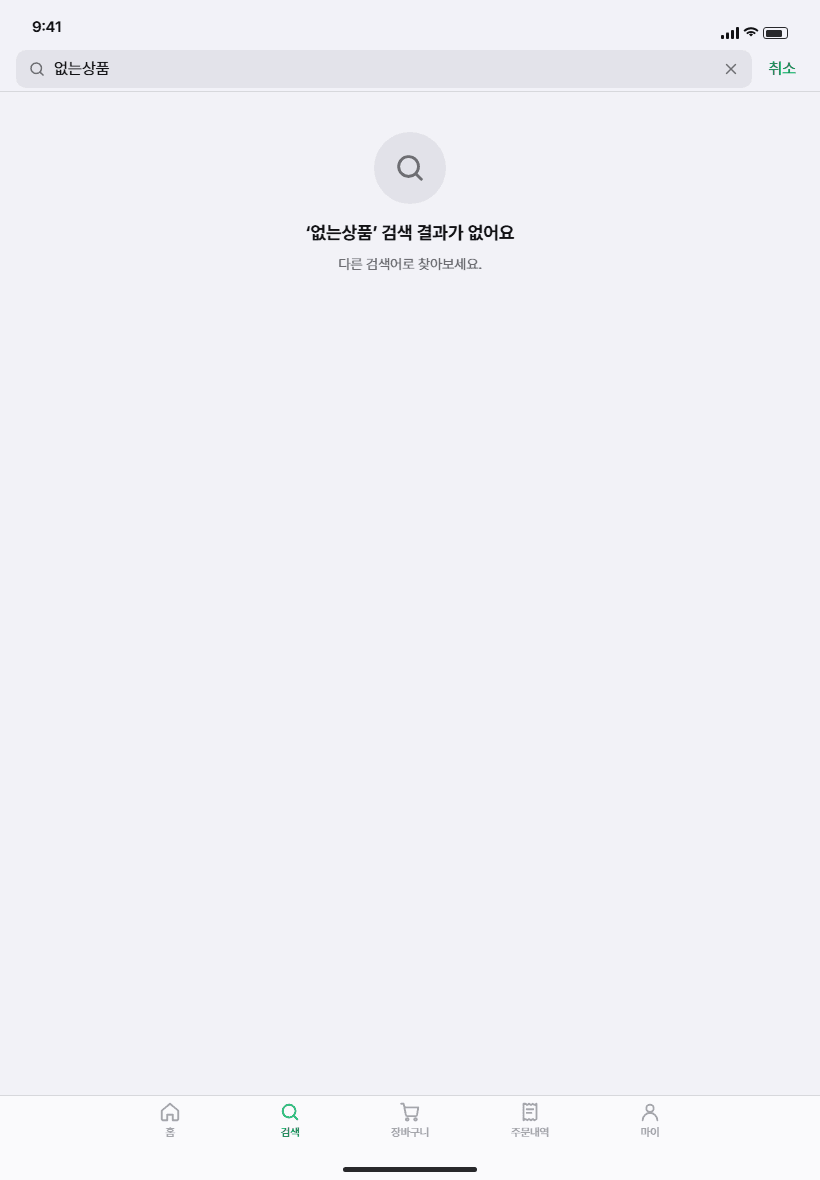 9:41
없는상품
취소
‘없는상품’ 검색 결과가 없어요
다른 검색어로 찾아보세요.
홈
검색
장바구니
주문내역
마이